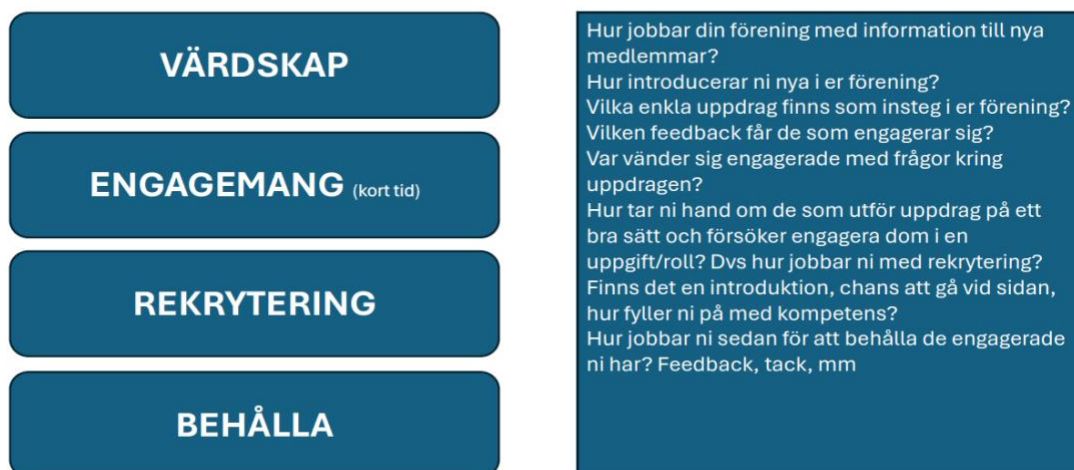 VÄRDSKAP
ENGAGEMANG (kort tid)
REKRYTERING
BEHÅLLA
Hur jobbar din förening med information till nya
medlemmar?
Hur introducerar ni nya i er förening?
Vilka enkla uppdrag finns som insteg i er förening?
Vilken feedback får de som engagerar sig?
Var vänder sig engagerade med frågor kring
uppdragen?
Hur tar ni hand om de som utför uppdrag på ett
bra sätt och försöker engagera dom i en
uppgift/roll? Dvs hur jobbar ni med rekrytering?
Finns det en introduktion, chans att gå vid sidan,
hur fyller ni på med kompetens?
Hur jobbar ni sedan för att behålla de engagerade
ni har? Feedback, tack, mm